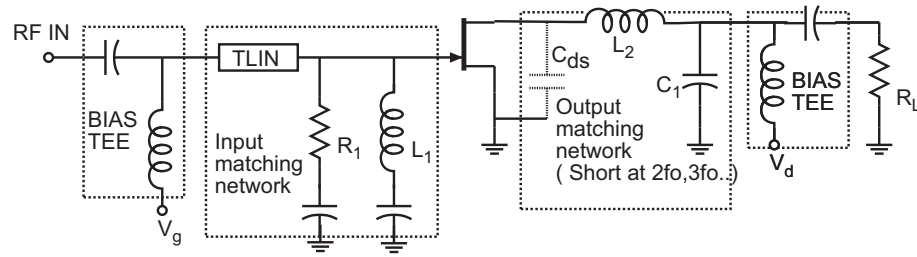 RF IN
BIAS
TEE
Vg
TLIN
Input
matching
network
R1
L1
Cds
L2
Output
matching
network
( Short at 2fo,3fo..)
C1
BIAS
TEE
Vd
RL